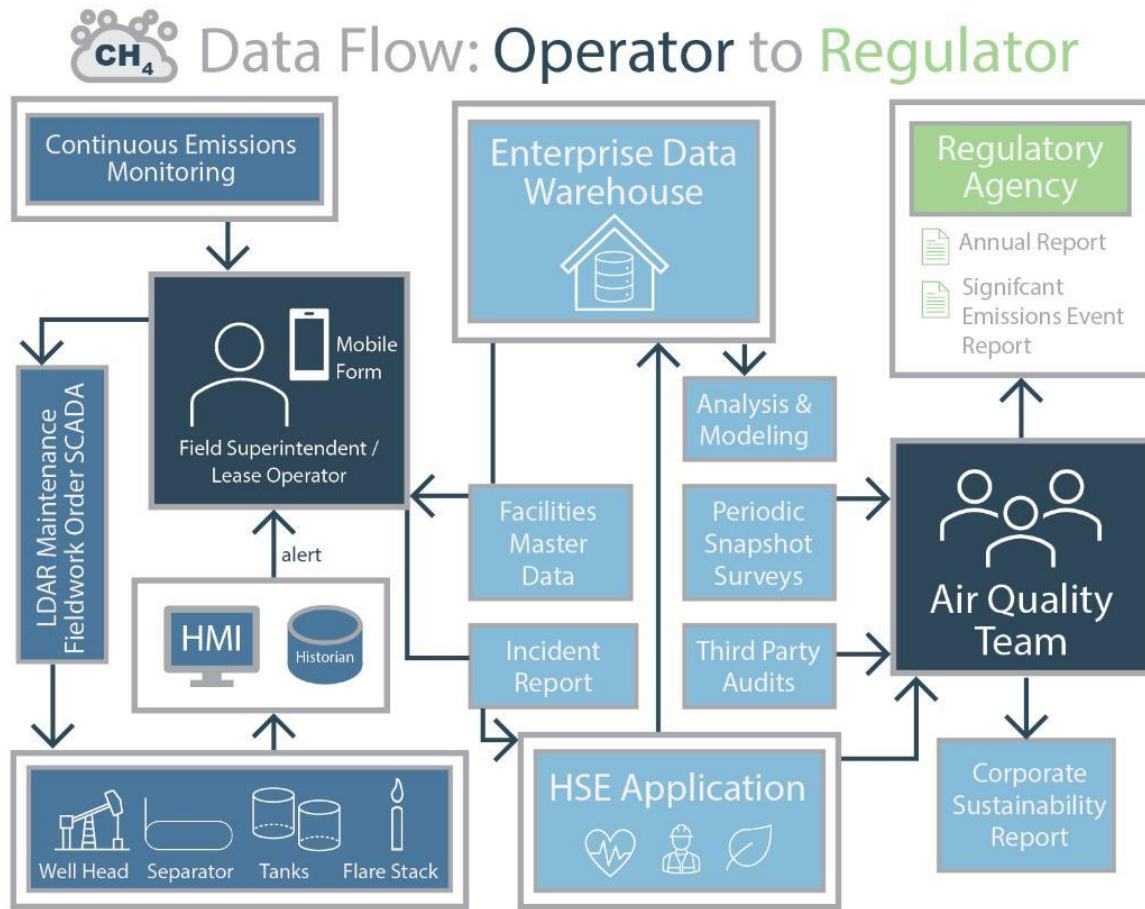 CH4
Data Flow: Operator to Regulator
Continuous Emissions
Monitoring
Mobile
Form
Field Superintendent /
Lease Operator
LDAR Maintenance
Fieldwork Order SCADA
alert
HMI
Historian
Well Head
Separator
Tanks
Flare Stack
Enterprise Data
Warehouse
Analysis &
Modeling
Facilities
Master
Data
Periodic
Snapshot
Surveys
Incident
Report
Third Party
Audits
HSE Application
Regulatory
Agency
Annual Report
Signifcant
Emissions Event
Report
Air Quality
Team
Corporate
Sustainability
Report